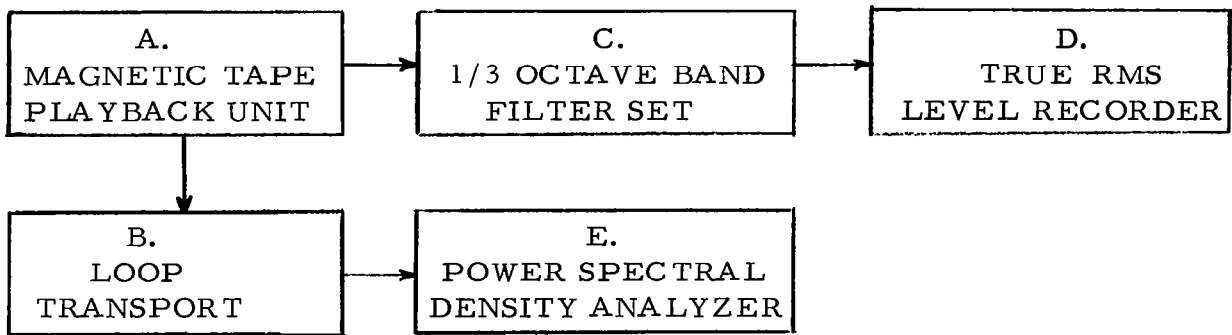 A.
MAGNETIC TAPE
PLAYBACK UNIT
C.
1/3 OCTAVE BAND
FILTER SET
D.
TRUE RMS
LEVEL RECORDER
B.
LOOP
TRANSPORT
E.
POWER SPECTRAL
DENSITY ANALYZER